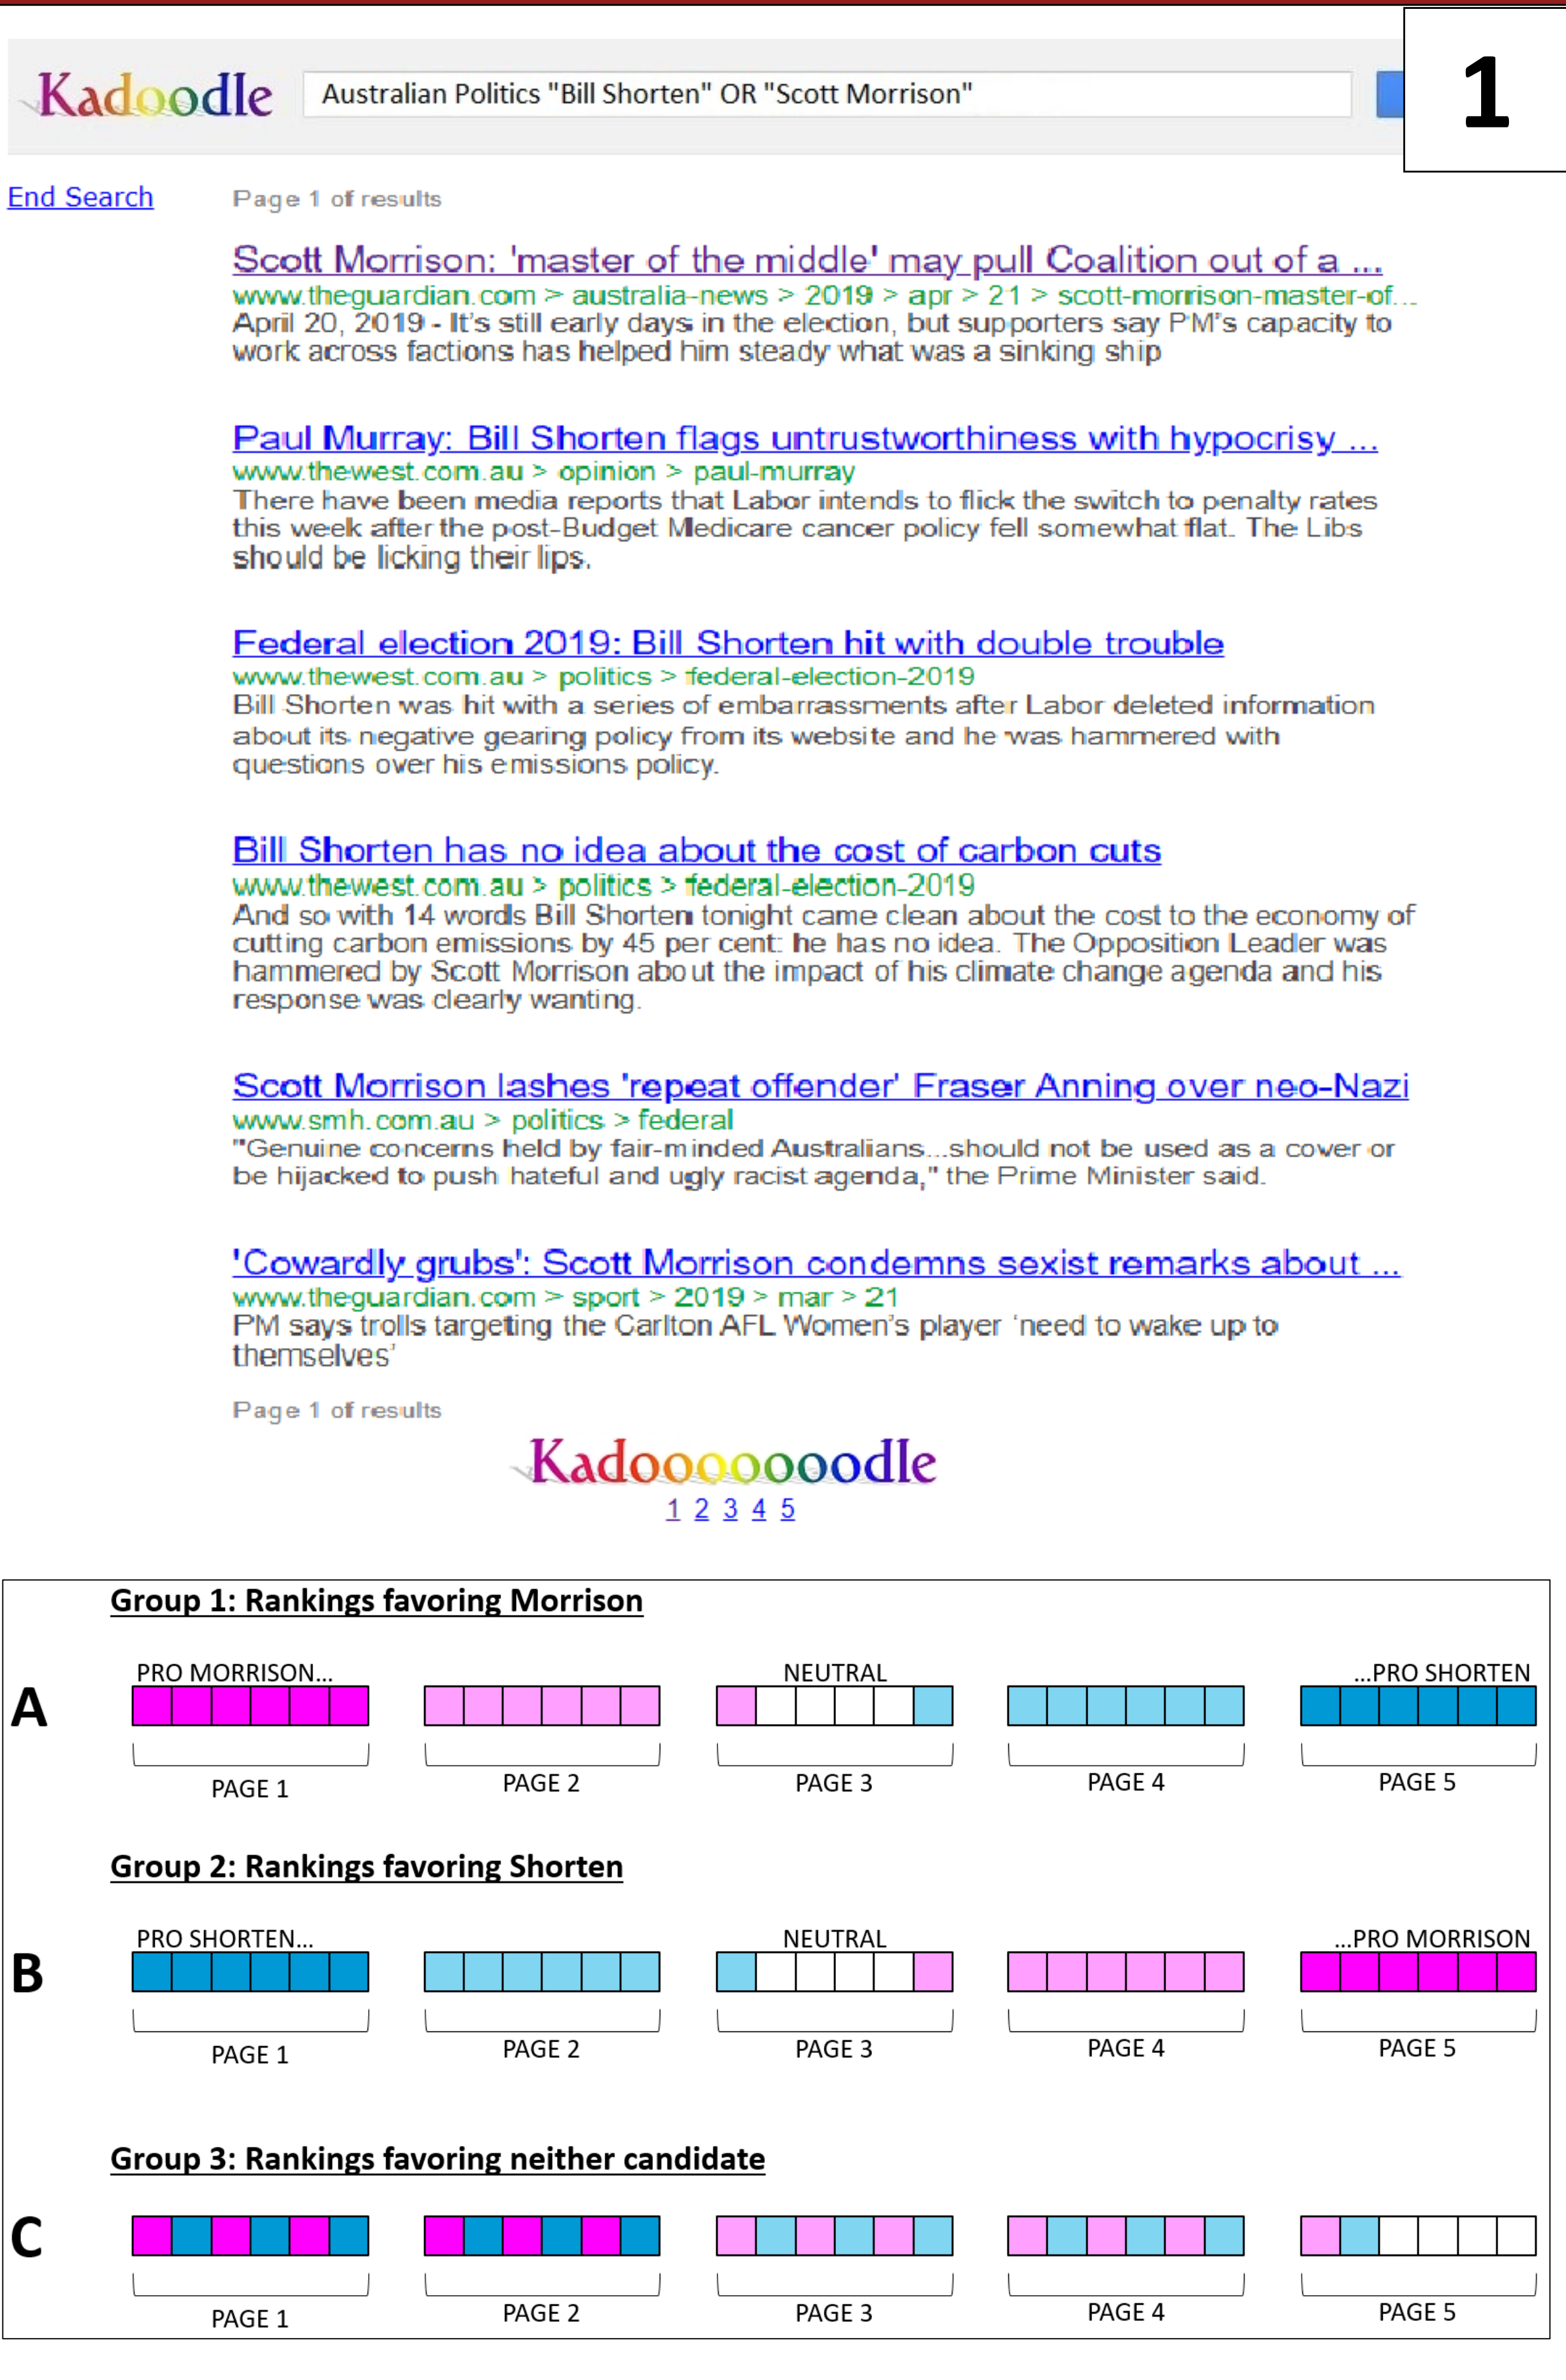 1
Kadoodle
Australian Politics "Bill Shorten" OR "Scott Morrison"
End Search
Page 1 of results
Scott Morrison: 'master of the middle' may pull Coalition out of a ...
www.theguardian.com > australia-news > 2019 > apr > 21 > scott-morrison-master-of...
April 20, 2019 - It's still early days in the election, but supporters say PM's capacity to
work across factions has helped him steady what was a sinking ship
Paul Murray: Bill Shorten flags untrustworthiness with hypocrisy ...
www.thewest.com.au > opinion > paul-murray
There have been media reports that Labor intends to flick the switch to penalty rates
this week after the post-Budget Medicare cancer policy fell somewhat flat. The Libs
should be licking their lips.
Federal election 2019: Bill Shorten hit with double trouble
www.thewest.com.au > politics > federal-election-2019
Bill Shorten was hit with a series of embarrassments after Labor deleted information
about its negative gearing policy from its website and he was hammered with
questions over his emissions policy.
Bill Shorten has no idea about the cost of carbon cuts
www.thewest.com.au > politics > federal-election-2019
And so with 14 words Bill Shorten tonight came clean about the cost to the economy of
cutting carbon emissions by 45 per cent: he has no idea. The Opposition Leader was
hammered by Scott Morrison about the impact of his climate change agenda and his
response was clearly wanting.
Scott Morrison lashes 'repeat offender' Fraser Anning over neo-Nazi
www.smh.com.au > politics > federal
"Genuine concerns held by fair-minded Australians...should not be used as a cover or
be hijacked to push hateful and ugly racist agenda," the Prime Minister said.
'Cowardly grubs': Scott Morrison condemns sexist remarks about ...
www.theguardian.com > sport > 2019 > mar > 21
PM says trolls targeting the Carlton AFL Women's player 'need to wake up to
themselves'
Page 1 of results
Kadoooooooodle
1 2 3 4 5
Group 1: Rankings favoring Morrison
PRO MORRISON... NEUTRAL ...PRO SHORTEN
A
PAGE 1 PAGE 2 PAGE 3 PAGE 4 PAGE 5
Group 2: Rankings favoring Shorten
PRO SHORTEN... NEUTRAL ...PRO MORRISON
B
PAGE 1 PAGE 2 PAGE 3 PAGE 4 PAGE 5
Group 3: Rankings favoring neither candidate
C
PAGE 1 PAGE 2 PAGE 3 PAGE 4 PAGE 5